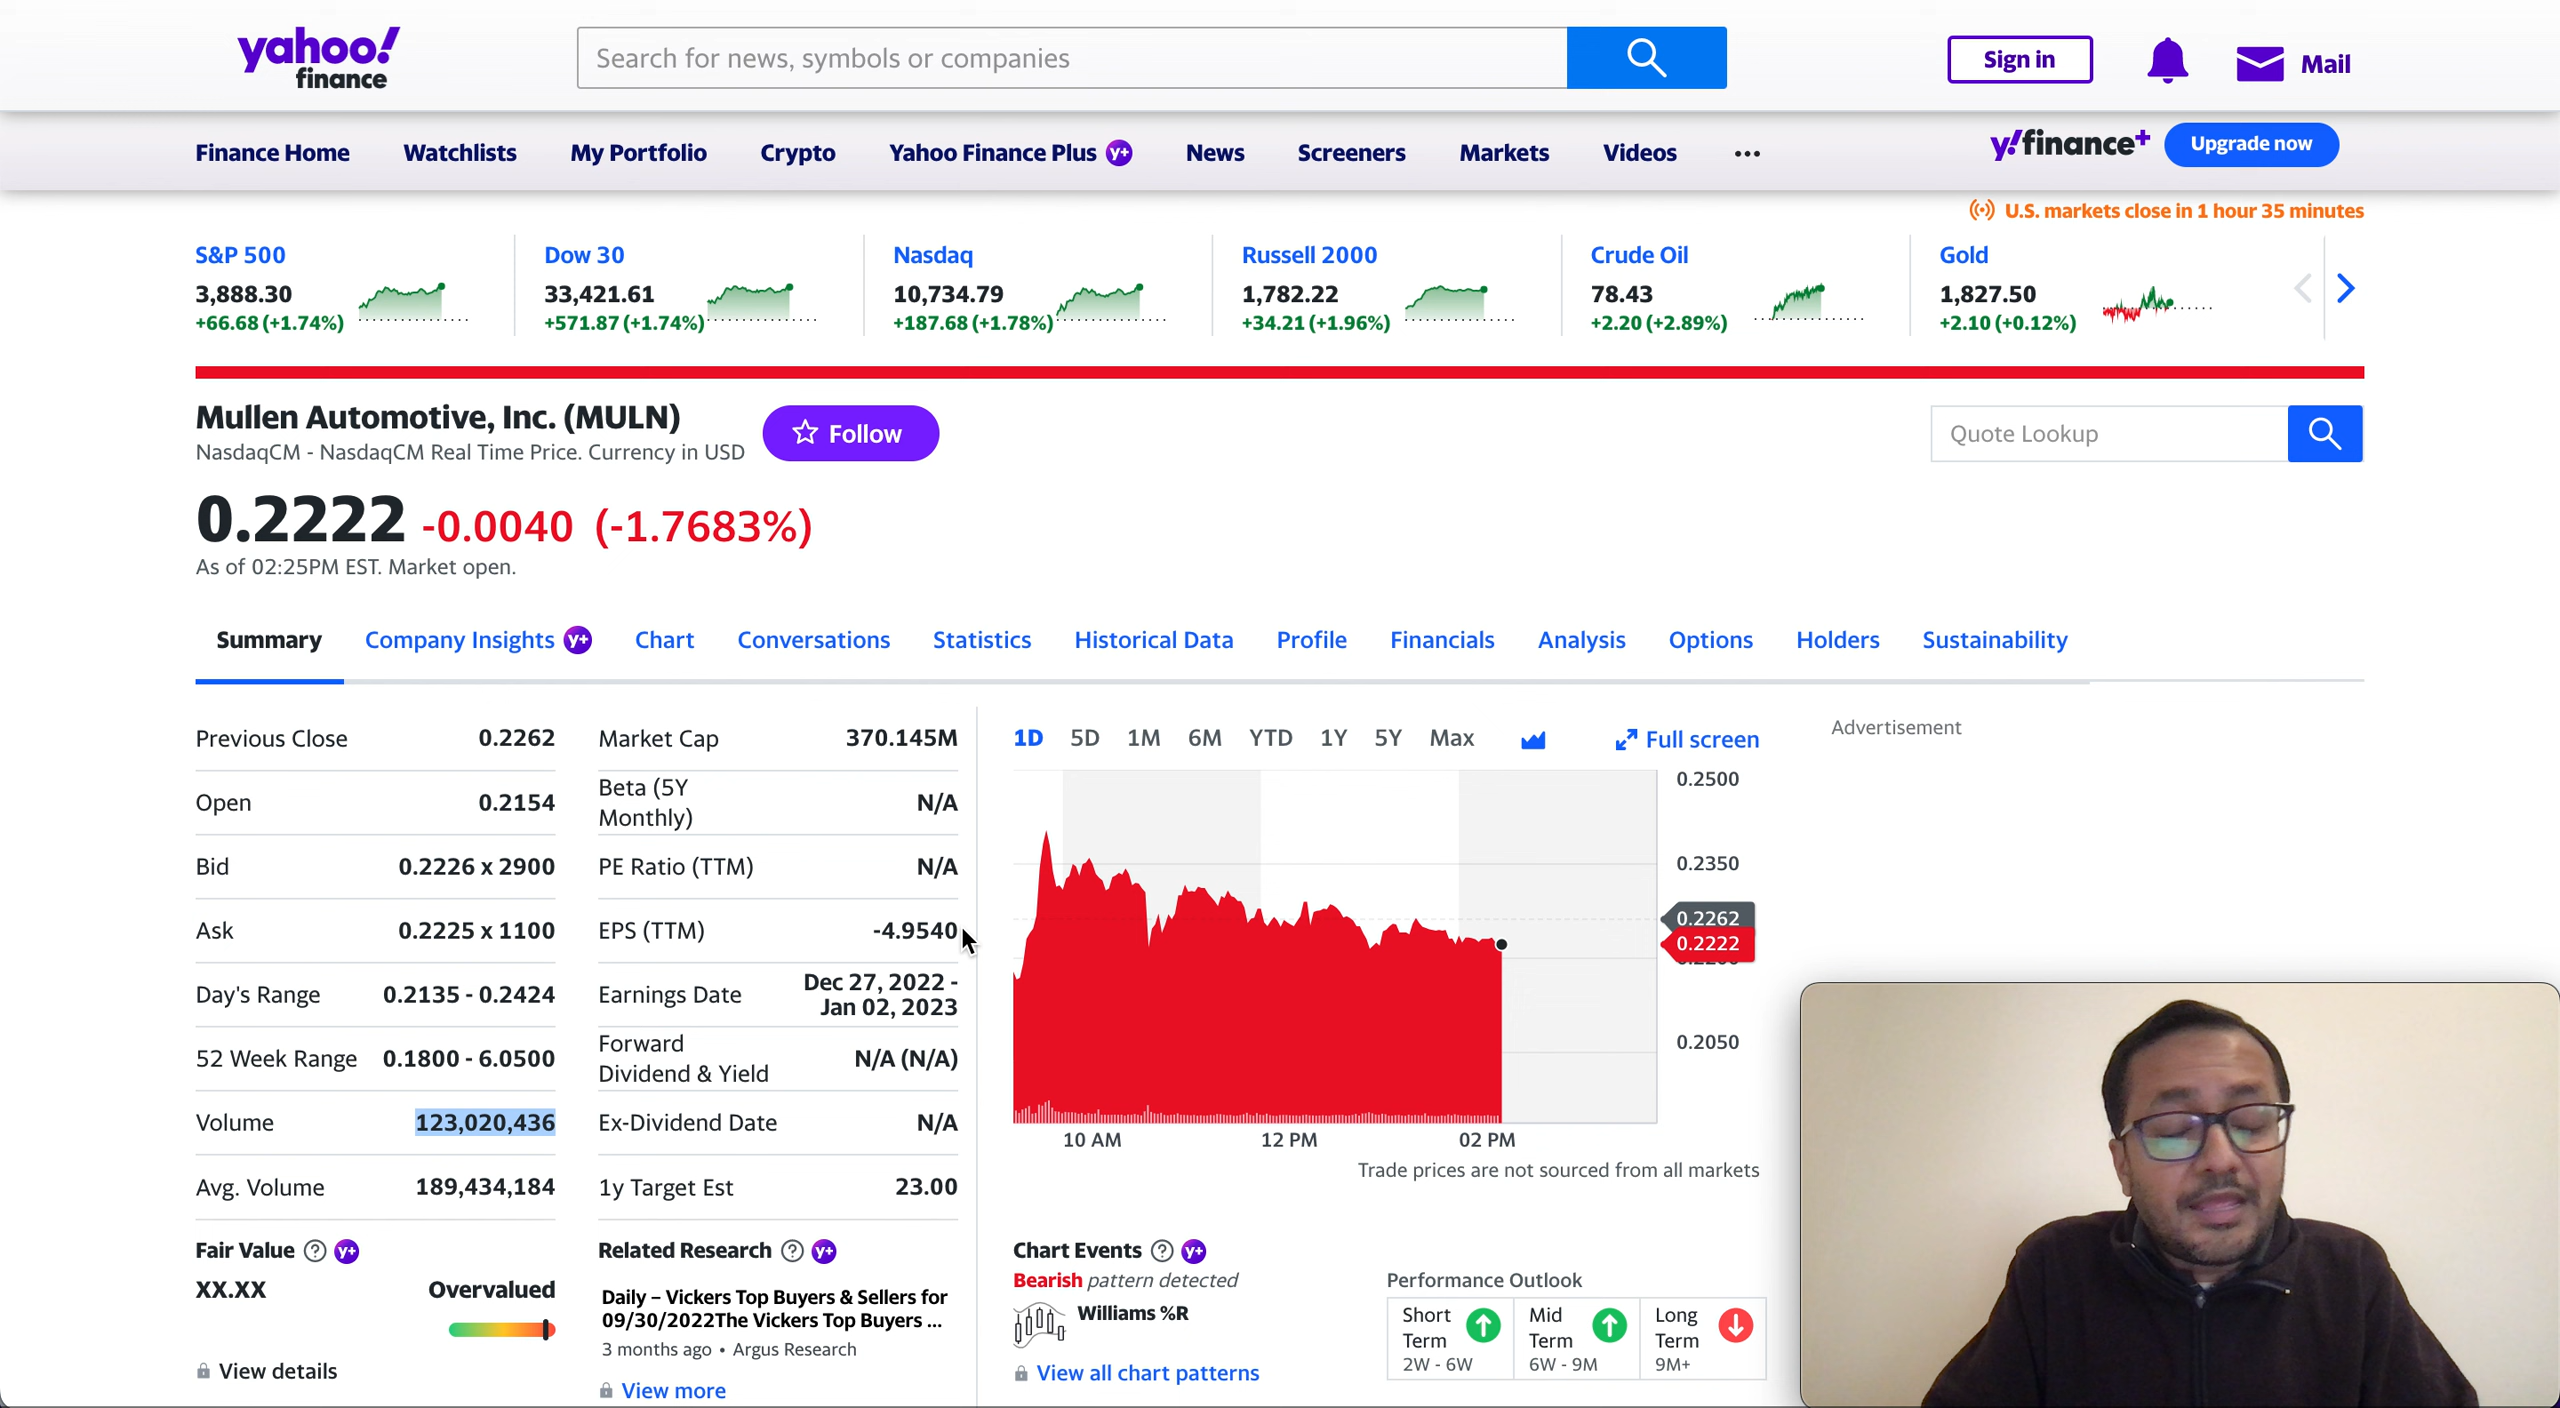 yahoo!
finance
Search for news, symbols or companies
Sign in
Mail
Finance Home
Watchlists
My Portfolio
Crypto
Yahoo Finance Plus y+
News
Screeners
Markets
Videos
...
y!finance+
Upgrade now
U.S. markets close in 1 hour 35 minutes
S&P 500
3,888.30
+66.68 (+1.74%)
Dow 30
33,421.61
+571.87 (+1.74%)
Nasdaq
10,734.79
+187.68 (+1.78%)
Russell 2000
1,782.22
+34.21 (+1.96%)
Crude Oil
78.43
+2.20 (+2.89%)
Gold
1,827.50
+2.10 (+0.12%)
Mullen Automotive, Inc. (MULN)
NasdaqCM - NasdaqCM Real Time Price. Currency in USD
Follow
Quote Lookup
0.2222 -0.0040 (-1.7683%)
As of 02:25PM EST. Market open.
Summary
Company Insights y+
Chart
Conversations
Statistics
Historical Data
Profile
Financials
Analysis
Options
Holders
Sustainability
Previous Close 0.2262
Open 0.2154
Bid 0.2226 x 2900
Ask 0.2225 x 1100
Day's Range 0.2135 - 0.2424
52 Week Range 0.1800 - 6.0500
Volume 123,020,436
Avg. Volume 189,434,184
Market Cap 370.145M
Beta (5Y
Monthly) N/A
PE Ratio (TTM) N/A
EPS (TTM) -4.9540
Earnings Date Dec 27, 2022 -
Jan 02, 2023
Forward
Dividend & Yield N/A (N/A)
Ex-Dividend Date N/A
1y Target Est 23.00
1D 5D 1M 6M YTD 1Y 5Y Max
Full screen
0.2500
0.2350
0.2262
0.2222
0.2050
10 AM 12 PM 02 PM
Trade prices are not sourced from all markets
Advertisement
Fair Value ? y+
XX.XX Overvalued
View details
Related Research ? y+
Daily – Vickers Top Buyers & Sellers for
09/30/2022The Vickers Top Buyers ...
3 months ago • Argus Research
View more
Chart Events ? y+
Bearish pattern detected
Williams %R
View all chart patterns
Performance Outlook
Short
Term
2W - 6W
Mid
Term
6W - 9M
Long
Term
9M+